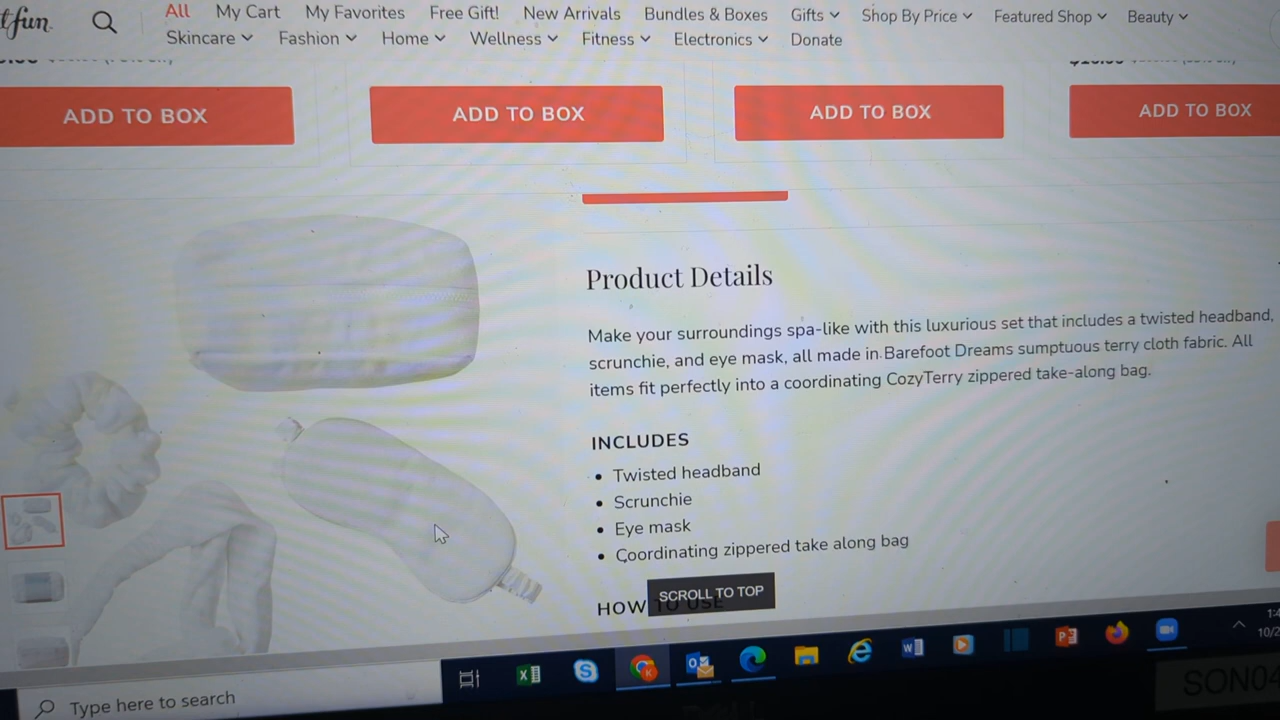 tfun.
All My Cart My Favorites Free Gift! New Arrivals Bundles & Boxes Gifts Shop By Price Featured Shop Beauty
Skincare Fashion Home Wellness Fitness Electronics Donate
ADD TO BOX ADD TO BOX ADD TO BOX ADD TO BOX
Product Details
Make your surroundings spa-like with this luxurious set that includes a twisted headband,
scrunchie, and eye mask, all made in Barefoot Dreams sumptuous terry cloth fabric. All
items fit perfectly into a coordinating CozyTerry zippered take-along bag.
INCLUDES
• Twisted headband
• Scrunchie
• Eye mask
• Coordinating zippered take along bag
SCROLL TO TOP
HOW TO USE
Type here to search
SON04